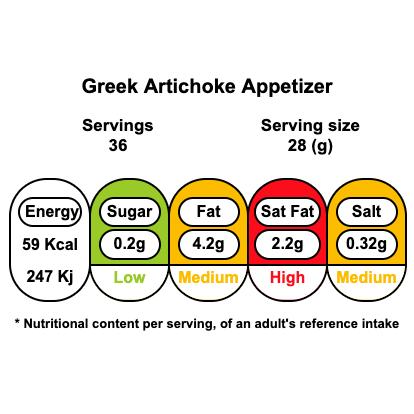 Greek Artichoke Appetizer
Servings
36
Serving size
28 (g)
Energy Sugar Fat Sat Fat Salt
59 Kcal 0.2g 4.2g 2.2g 0.32g
247 Kj Low Medium High Medium
* Nutritional content per serving, of an adult's reference intake